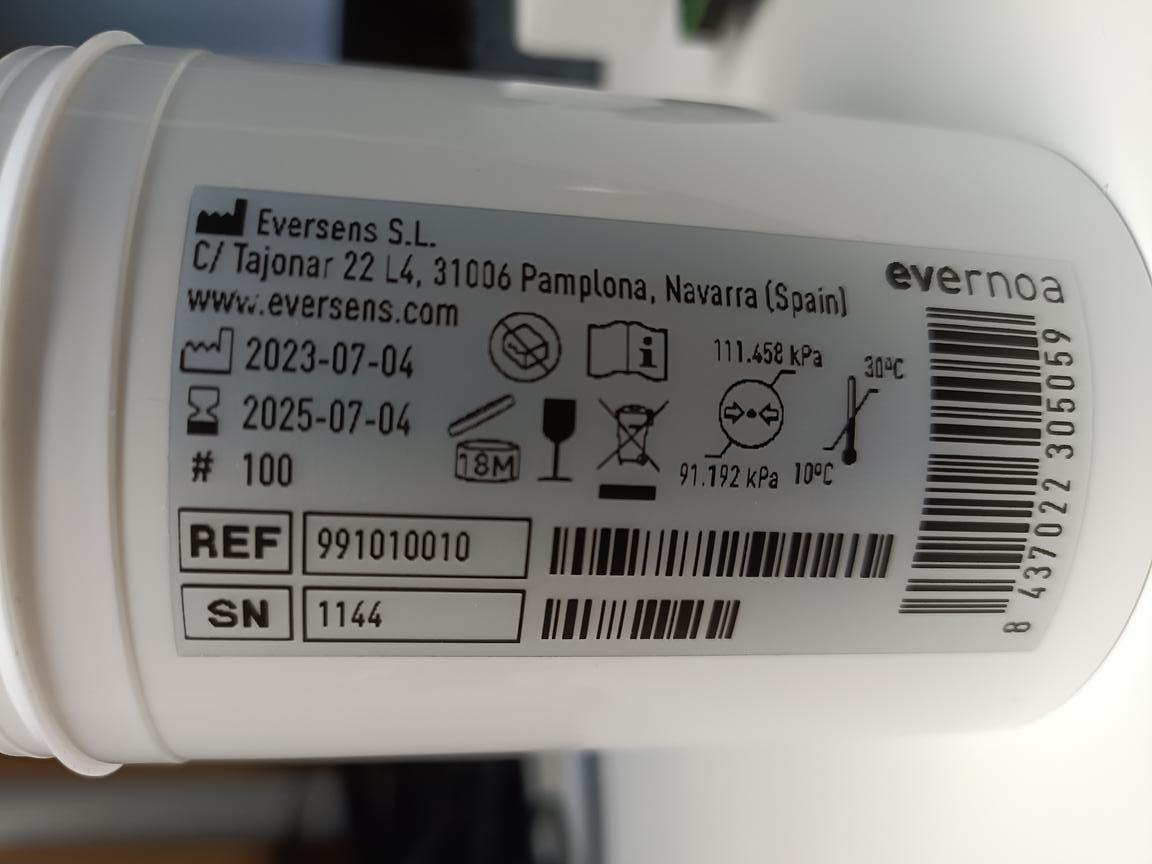 Eversens S.L.
C/ Tajonar 22 L4, 31006 Pamplona, Navarra (Spain)
www.eversens.com
evernoa
2023-07-04
2025-07-04
# 100
18M
i
111.458 kPa
91.192 kPa
30ºC
10ºC
REF 991010010
SN 1144
8 437022 305059